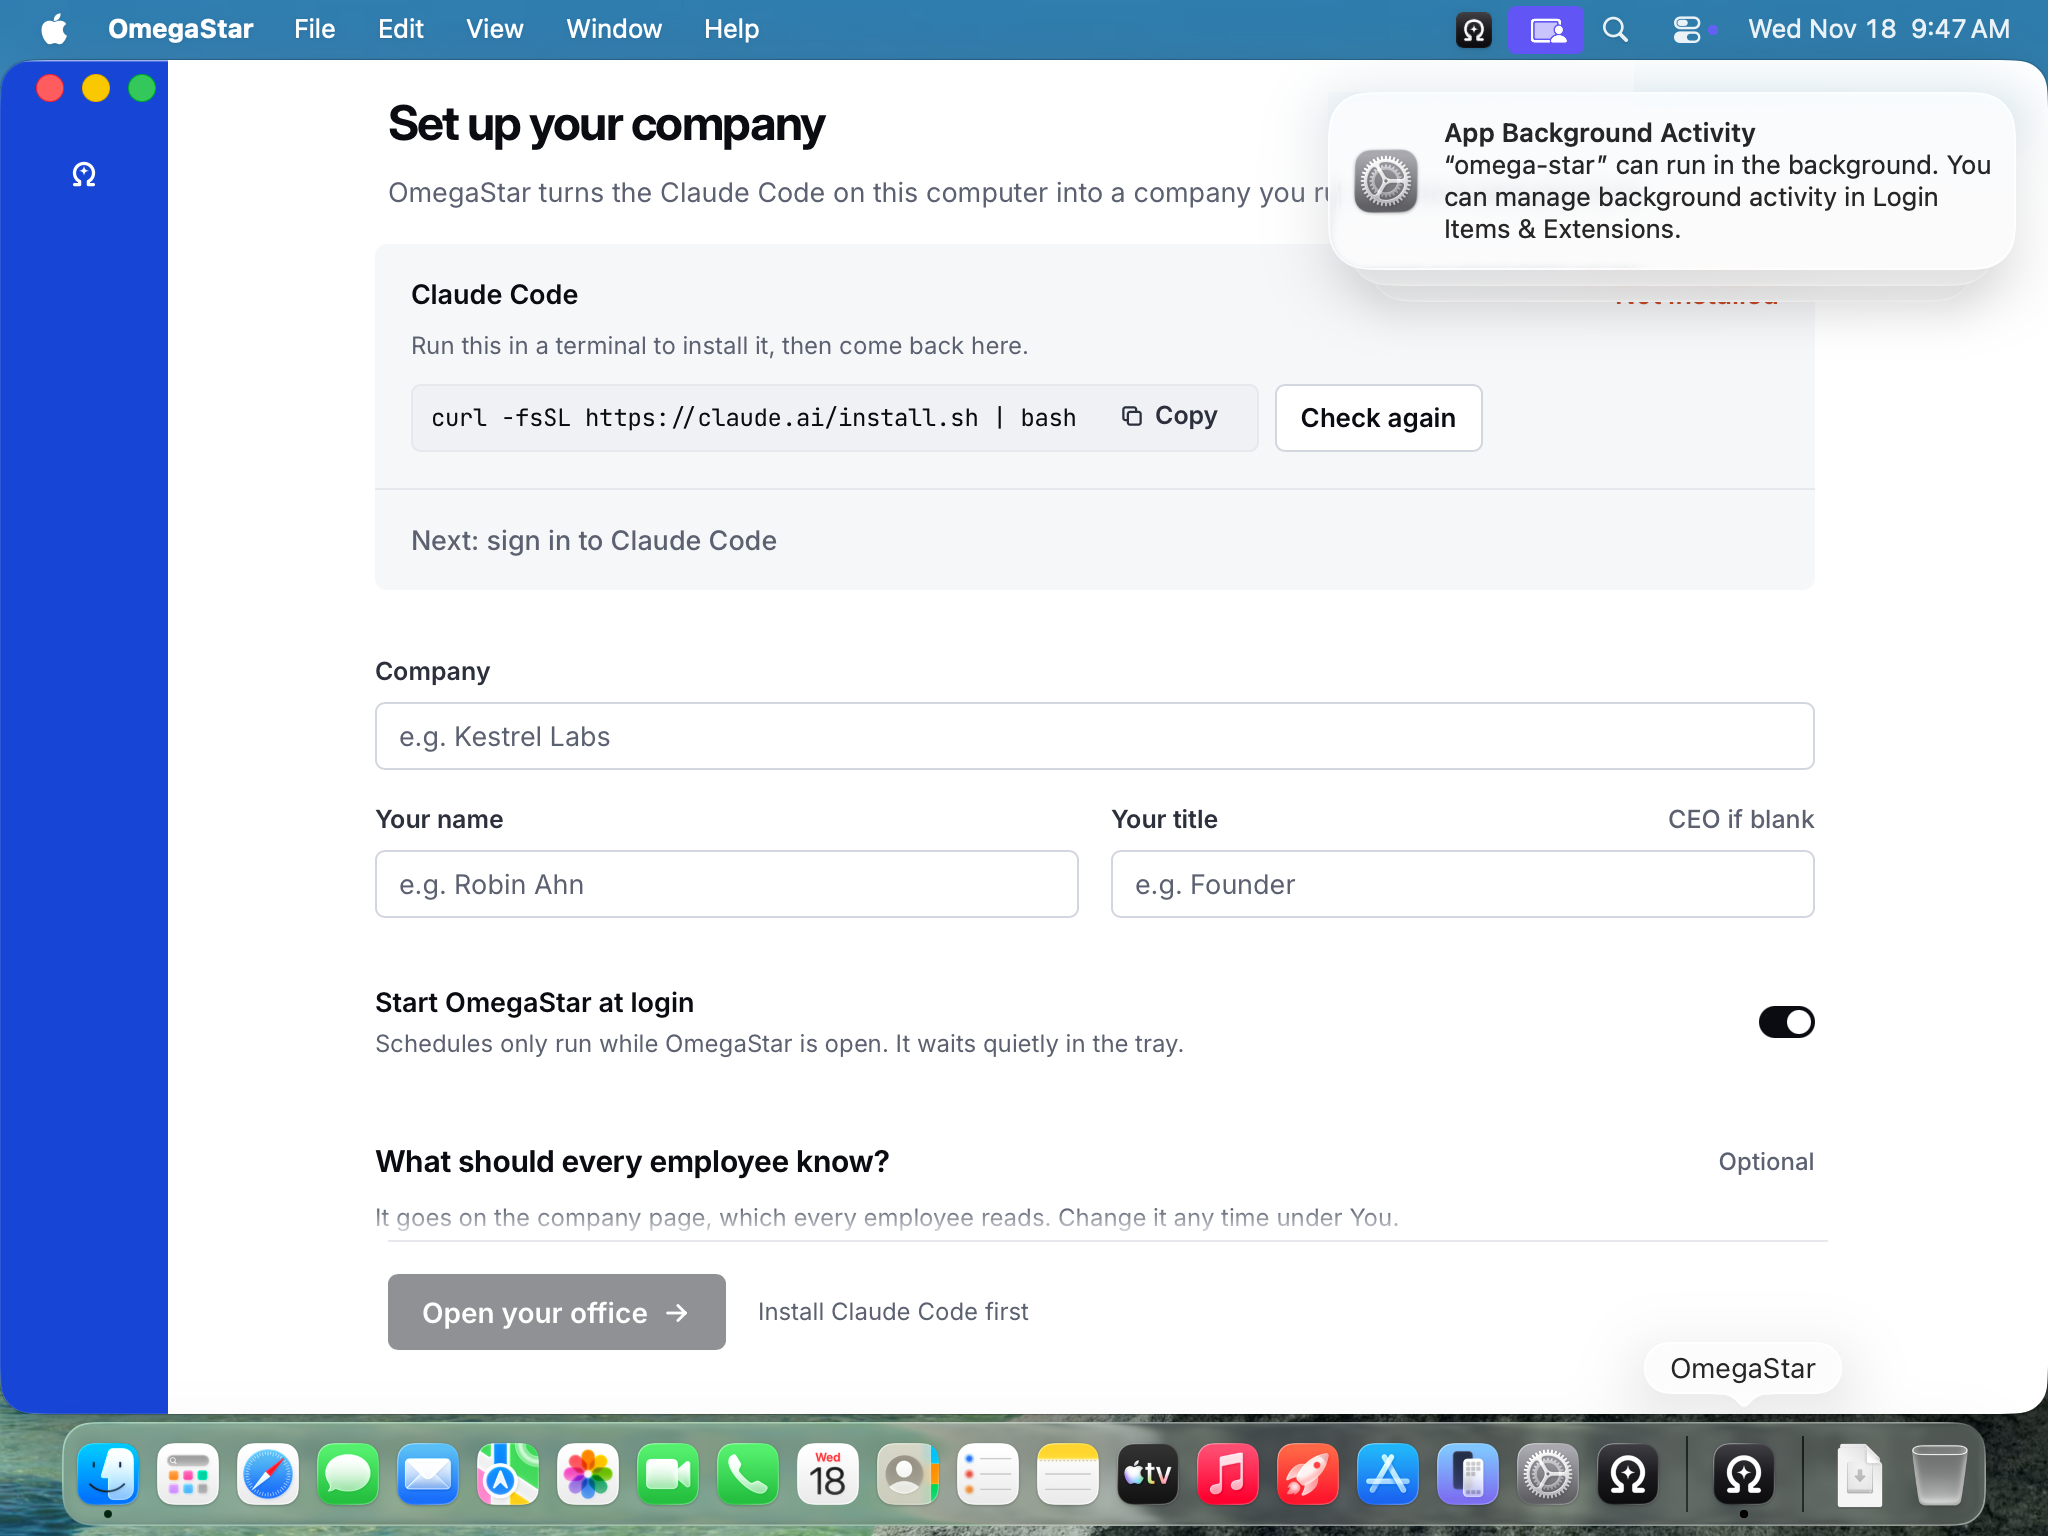 OmegaStar File Edit View Window Help Wed Nov 18 9:47 AM
Set up your company
OmegaStar turns the Claude Code on this computer into a company you
App Background Activity
“omega-star” can run in the background. You
can manage background activity in Login
Items & Extensions.
Claude Code
Run this in a terminal to install it, then come back here.
curl -fsSL https://claude.ai/install.sh | bash Copy Check again
Next: sign in to Claude Code
Company
e.g. Kestrel Labs
Your name Your title CEO if blank
e.g. Robin Ahn e.g. Founder
Start OmegaStar at login
Schedules only run while OmegaStar is open. It waits quietly in the tray.
What should every employee know? Optional
It goes on the company page, which every employee reads. Change it any time under You.
Open your office → Install Claude Code first
OmegaStar
Wed
18
tv